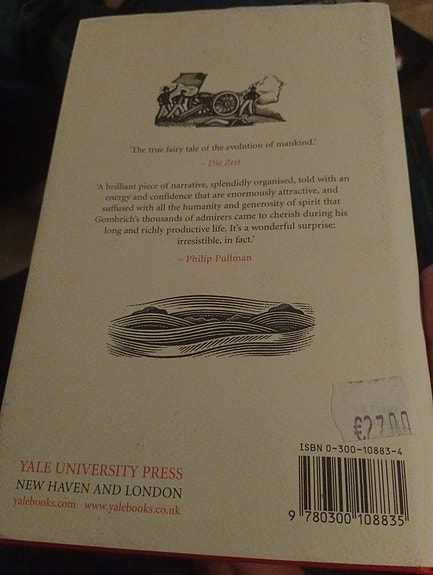 'The true fairy tale of the evolution of mankind.'
– Die Zeit
'A brilliant piece of narrative, splendidly organised, told with an
energy and confidence that are enormously attractive, and
suffused with all the humanity and generosity of spirit that
Gombrich's thousands of admirers came to cherish during his
long and richly productive life. It's a wonderful surprise:
irresistible, in fact.'
– Philip Pullman
€27.00
ISBN 0-300-10883-4
9 780300 108835
YALE UNIVERSITY PRESS
NEW HAVEN AND LONDON
yalebooks.com www.yalebooks.co.uk